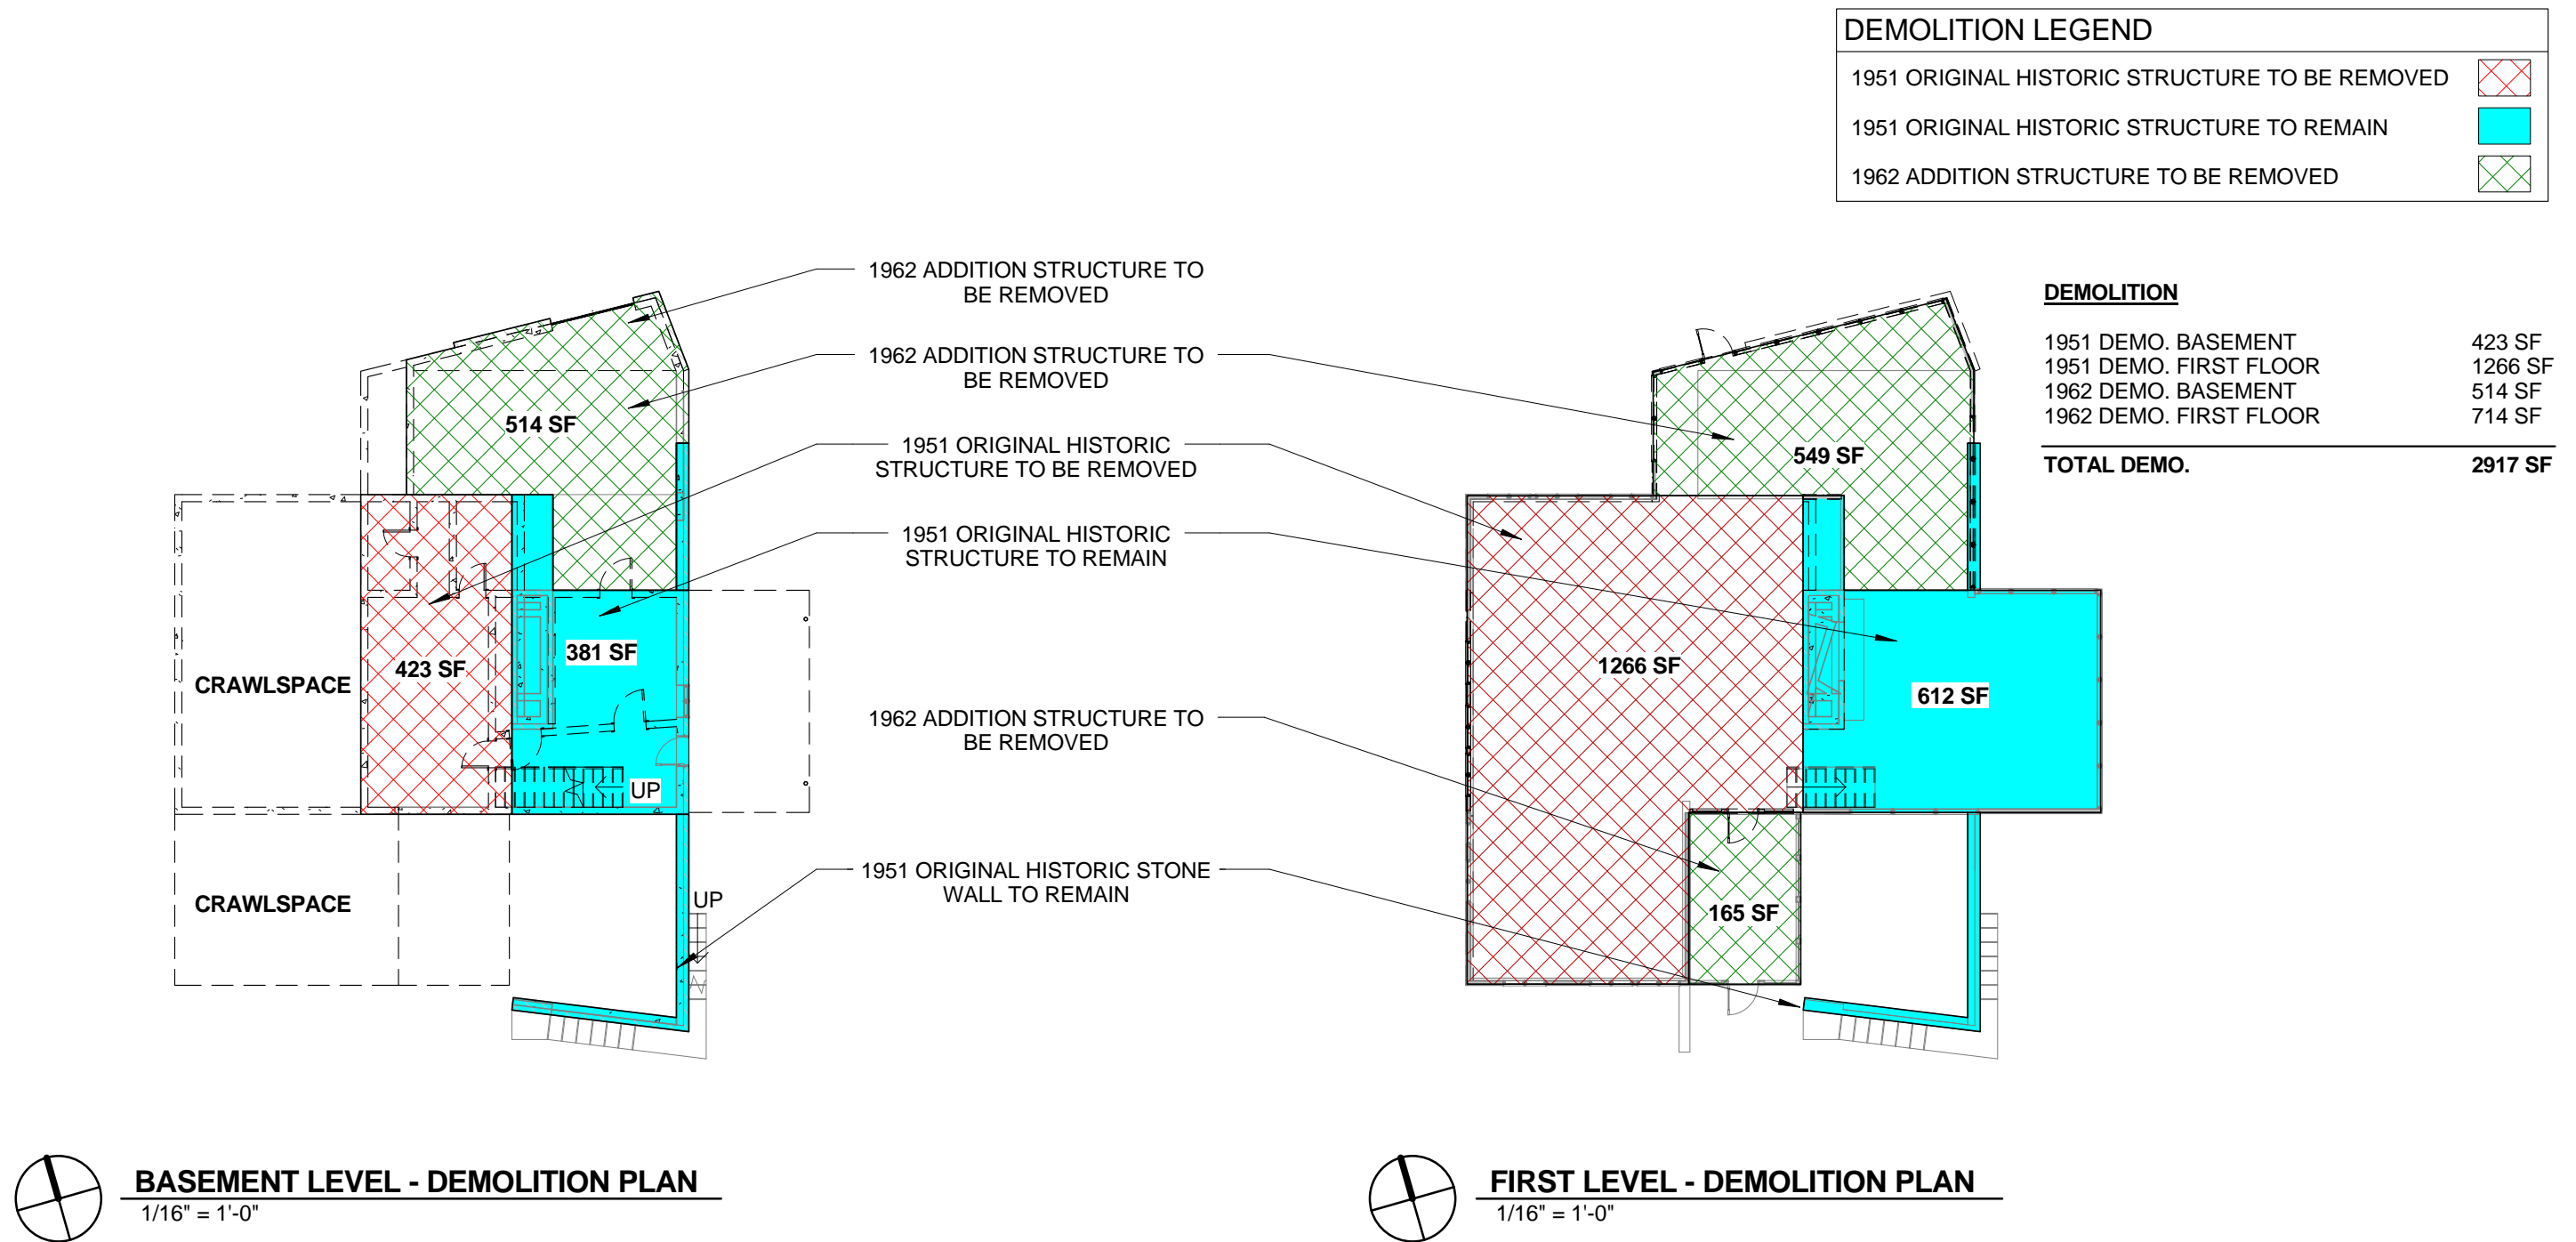 DEMOLITION LEGEND
1951 ORIGINAL HISTORIC STRUCTURE TO BE REMOVED
1951 ORIGINAL HISTORIC STRUCTURE TO REMAIN
1962 ADDITION STRUCTURE TO BE REMOVED
DEMOLITION
1951 DEMO. BASEMENT 423 SF
1951 DEMO. FIRST FLOOR 1266 SF
1962 DEMO. BASEMENT 514 SF
1962 DEMO. FIRST FLOOR 714 SF
TOTAL DEMO. 2917 SF
1962 ADDITION STRUCTURE TO
BE REMOVED
1962 ADDITION STRUCTURE TO
BE REMOVED
1951 ORIGINAL HISTORIC
STRUCTURE TO BE REMOVED
1951 ORIGINAL HISTORIC
STRUCTURE TO REMAIN
1962 ADDITION STRUCTURE TO
BE REMOVED
1951 ORIGINAL HISTORIC STONE
WALL TO REMAIN
514 SF
423 SF
381 SF
CRAWLSPACE
UP
CRAWLSPACE
UP
549 SF
1266 SF
612 SF
165 SF
BASEMENT LEVEL - DEMOLITION PLAN
1/16" = 1'-0"
FIRST LEVEL - DEMOLITION PLAN
1/16" = 1'-0"